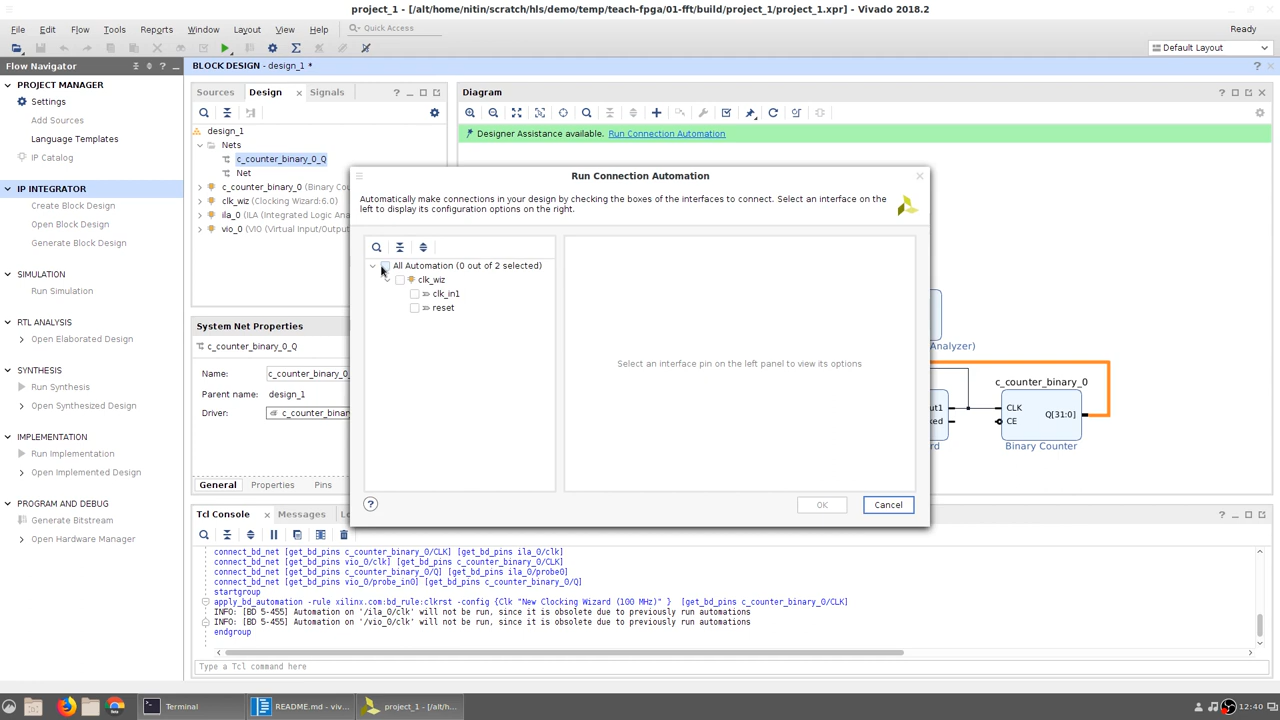 project_1 - [/alt/home/nitin/scratch/hls/demo/temp/teach-fpga/01-fft/build/project_1/project_1.xpr] - Vivado 2018.2
File Edit Flow Tools Reports Window Layout View Help Quick Access Ready
Default Layout
Flow Navigator
BLOCK DESIGN - design_1 *
PROJECT MANAGER
Settings
Add Sources
Language Templates
IP Catalog
IP INTEGRATOR
Create Block Design
Open Block Design
Generate Block Design
SIMULATION
Run Simulation
RTL ANALYSIS
Open Elaborated Design
SYNTHESIS
Run Synthesis
Open Synthesized Design
IMPLEMENTATION
Run Implementation
Open Implemented Design
PROGRAM AND DEBUG
Generate Bitstream
Open Hardware Manager
Sources Design Signals
design_1
Nets
c_counter_binary_0_Q
Net
c_counter_binary_0 (Binary Cou
clk_wiz (Clocking Wizard:6.0)
ila_0 (ILA (Integrated Logic Ana
vio_0 (VIO (Virtual Input/Outpu
System Net Properties
c_counter_binary_0_Q
Name: c_counter_binary_0_
Parent name: design_1
Driver: c_counter_binar
General Properties Pins
Diagram
Designer Assistance available. Run Connection Automation
Run Connection Automation
Automatically make connections in your design by checking the boxes of the interfaces to connect. Select an interface on the
left to display its configuration options on the right.
All Automation (0 out of 2 selected)
clk_wiz
clk_in1
reset
Select an interface pin on the left panel to view its options
OK Cancel
Analyzer)
c_counter_binary_0
ut1 CLK
Q[31:0]
ked CE
rd Binary Counter
Tcl Console Messages Lo
connect_bd_net [get_bd_pins c_counter_binary_0/CLK] [get_bd_pins ila_0/clk]
connect_bd_net [get_bd_pins vio_0/clk] [get_bd_pins c_counter_binary_0/CLK]
connect_bd_net [get_bd_pins c_counter_binary_0/Q] [get_bd_pins ila_0/probe0]
connect_bd_net [get_bd_pins vio_0/probe_in0] [get_bd_pins c_counter_binary_0/Q]
startgroup
apply_bd_automation -rule xilinx.com:bd_rule:clkrst -config {Clk "New Clocking Wizard (100 MHz)" } [get_bd_pins c_counter_binary_0/CLK]
INFO: [BD 5-455] Automation on '/ila_0/clk' will not be run, since it is obsolete due to previously run automations
INFO: [BD 5-455] Automation on '/vio_0/clk' will not be run, since it is obsolete due to previously run automations
endgroup
Type a Tcl command here
Terminal README.md - viv... project_1 - [/alt/h... 12:40